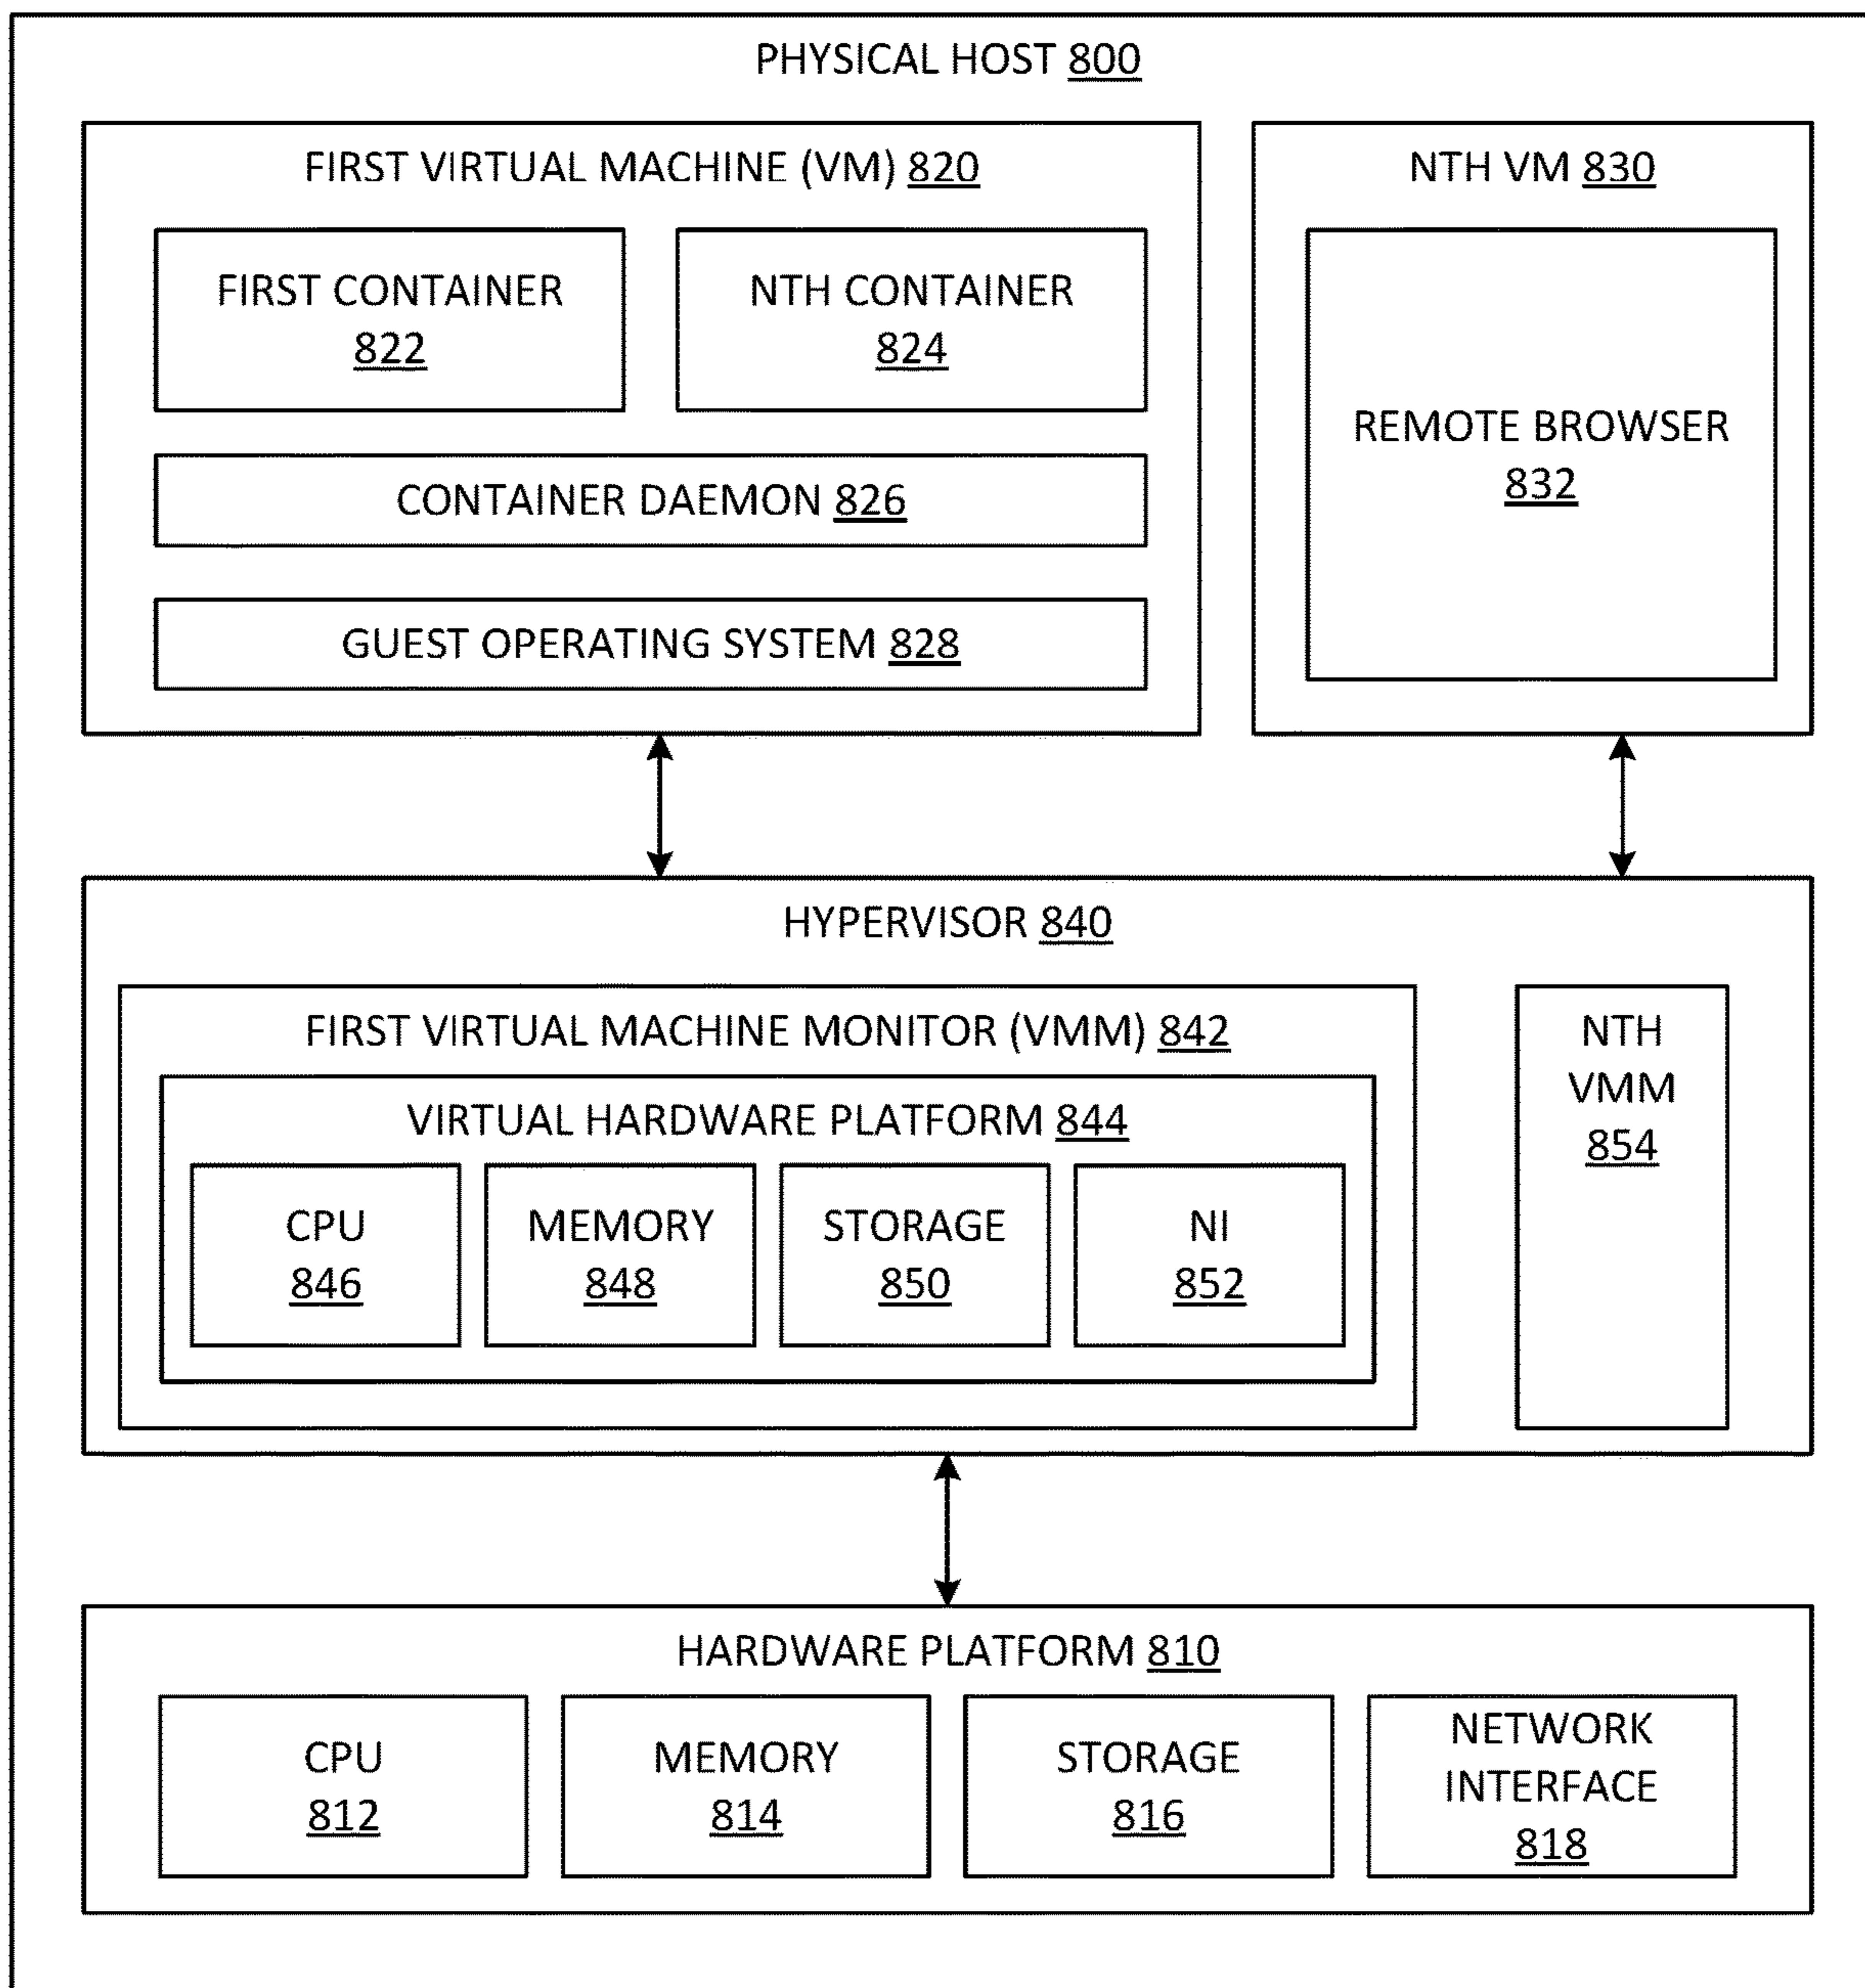 PHYSICAL HOST 800
FIRST VIRTUAL MACHINE (VM) 820
FIRST CONTAINER
822
NTH CONTAINER
824
CONTAINER DAEMON 826
GUEST OPERATING SYSTEM 828
NTH VM 830
REMOTE BROWSER
832
HYPERVISOR 840
FIRST VIRTUAL MACHINE MONITOR (VMM) 842
VIRTUAL HARDWARE PLATFORM 844
CPU
846
MEMORY
848
STORAGE
850
NI
852
NTH
VMM
854
HARDWARE PLATFORM 810
CPU
812
MEMORY
814
STORAGE
816
NETWORK
INTERFACE
818